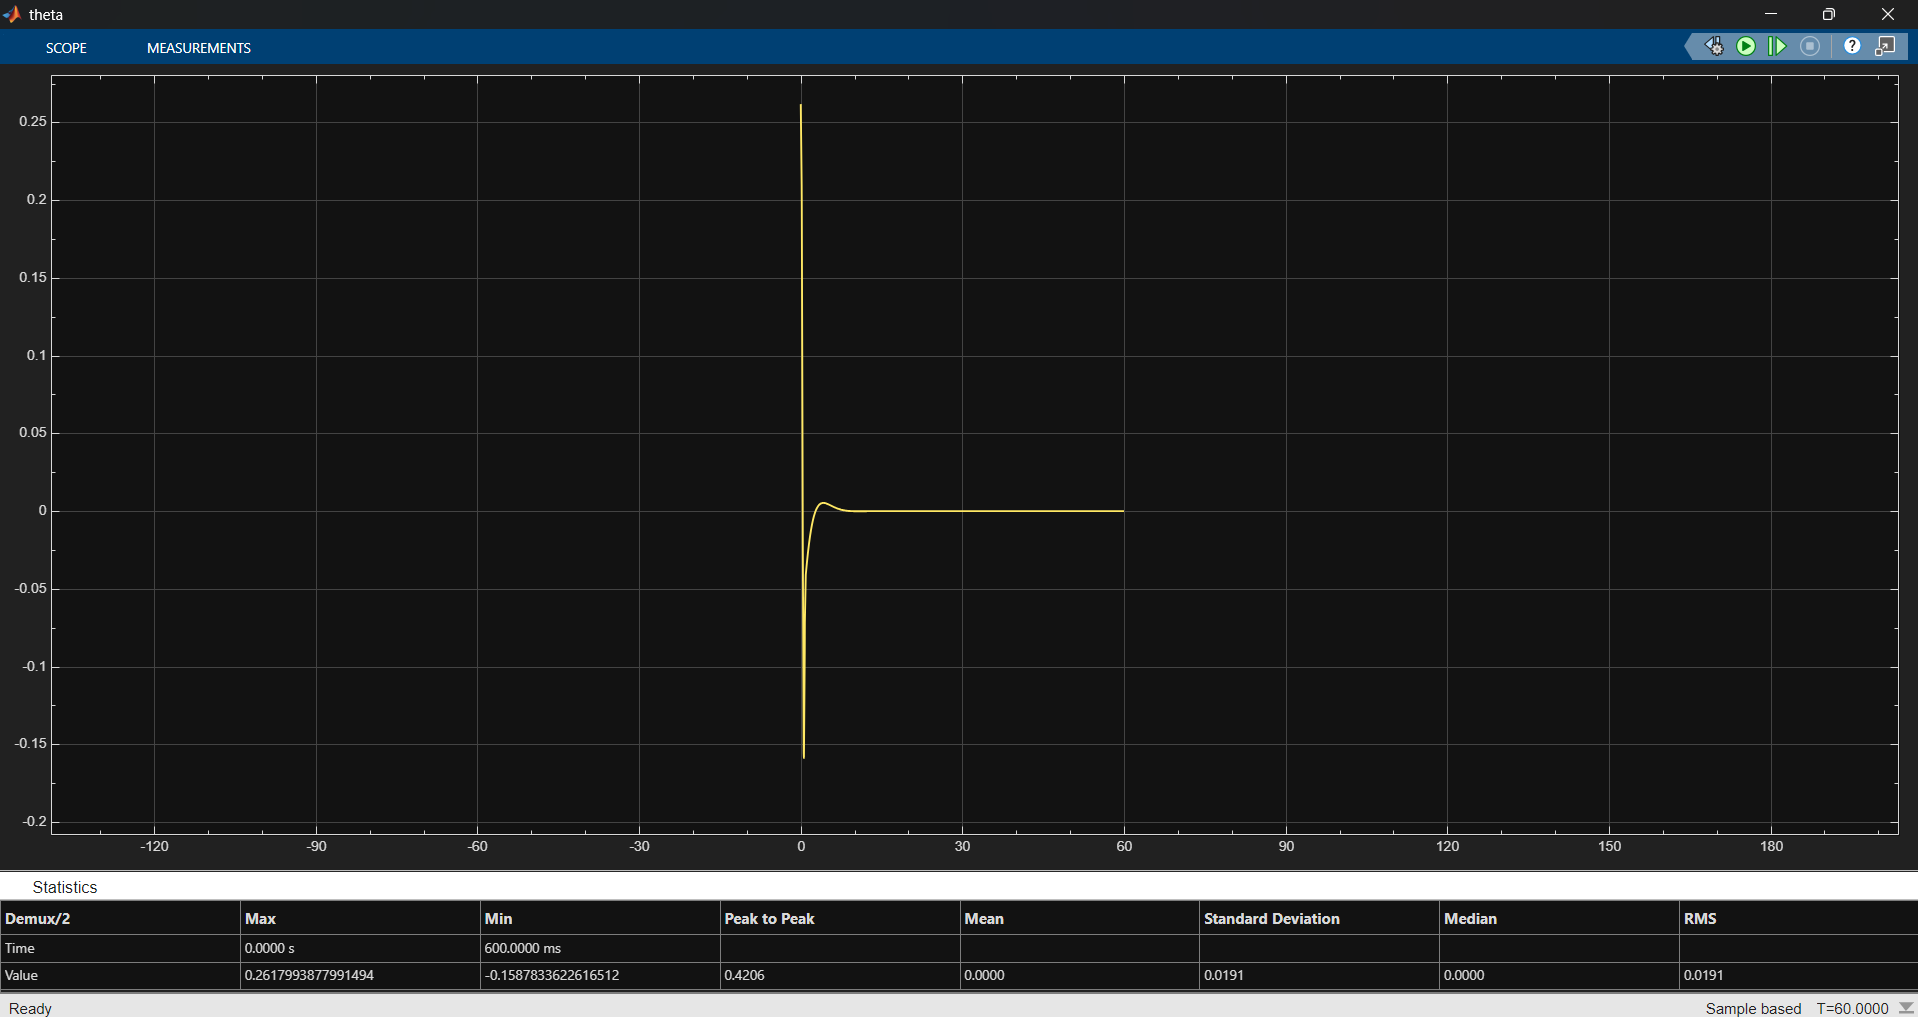 theta
SCOPE MEASUREMENTS
0.25
0.2
0.15
0.1
0.05
0
-0.05
-0.1
-0.15
-0.2
-120 -90 -60 -30 0 30 60 90 120 150 180
Statistics
Demux/2 Max Min Peak to Peak Mean Standard Deviation Median RMS
Time 0.0000 s 600.0000 ms
Value 0.2617993877991494 -0.1587833622616512 0.4206 0.0000 0.0191 0.0000 0.0191
Ready Sample based T=60.0000